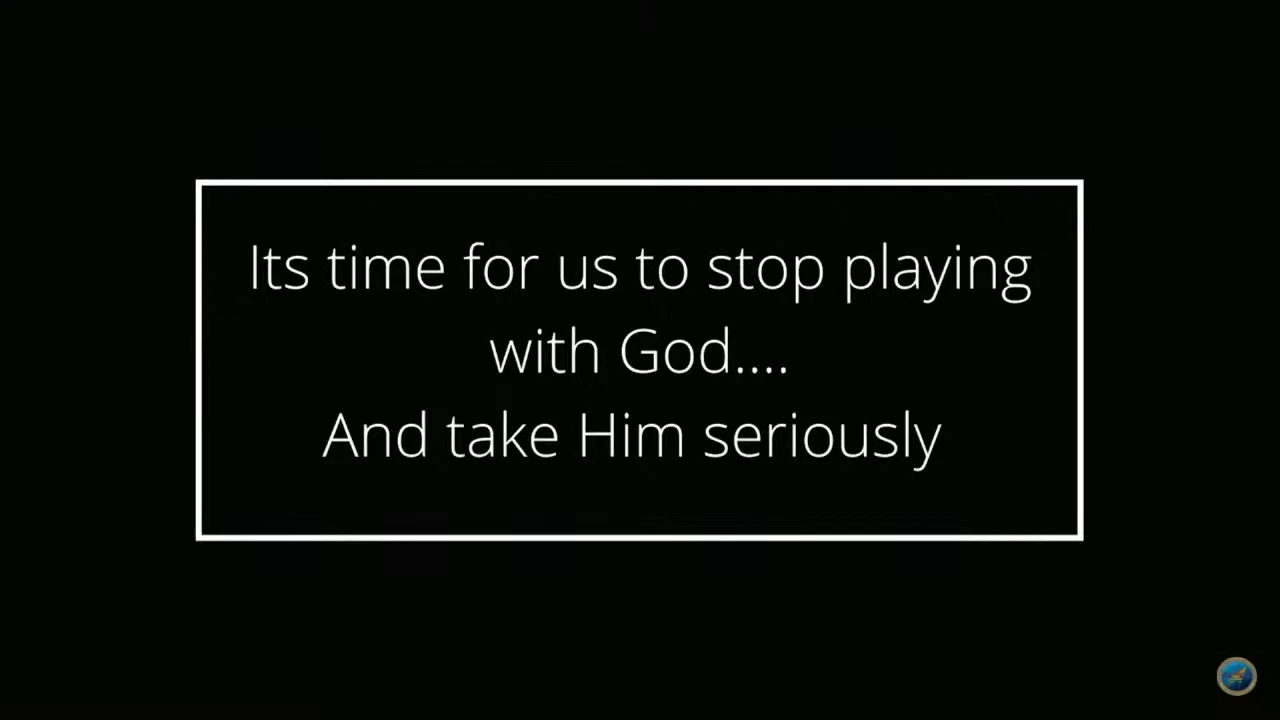 Its time for us to stop playing
with God....
And take Him seriously